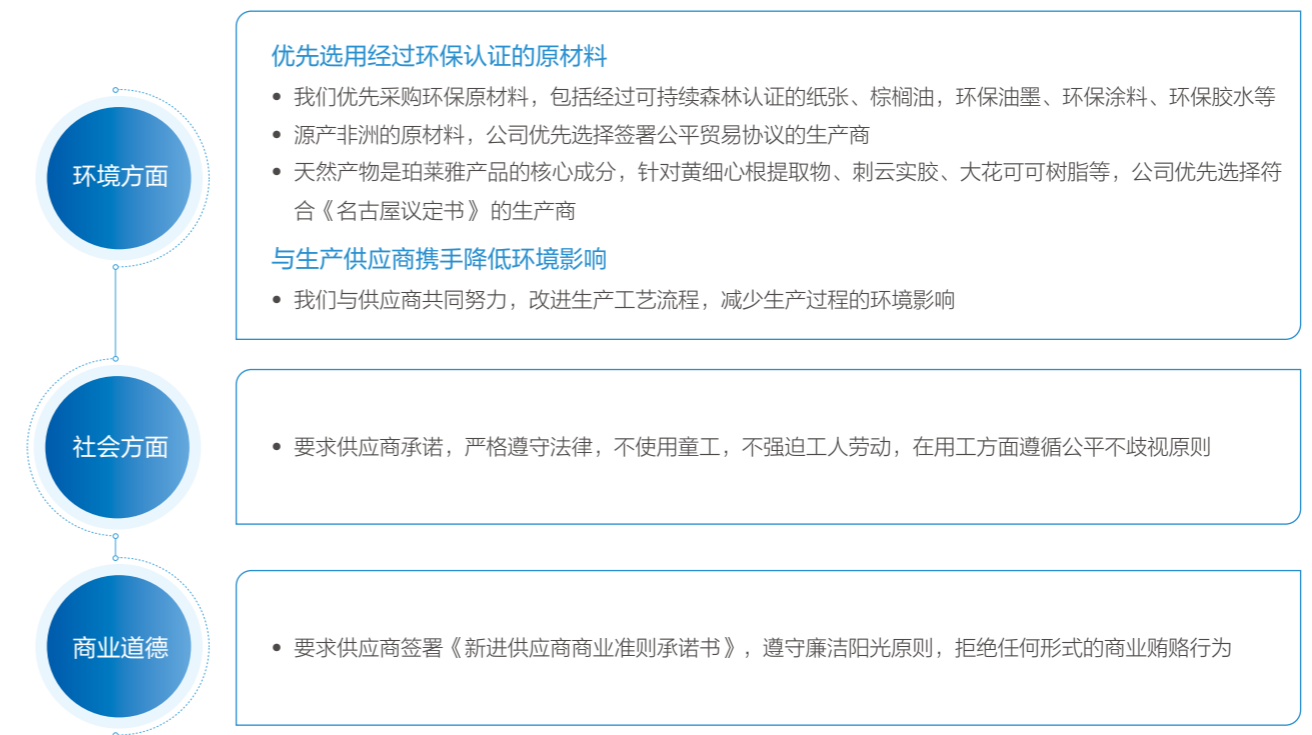 环境方面
优先选用经过环保认证的原材料
• 我们优先采购环保原材料，包括经过可持续森林认证的纸张、棕榈油，环保油墨、环保涂料、环保胶水等
• 源产非洲的原材料，公司优先选择签署公平贸易协议的生产商
• 天然产物是珀莱雅产品的核心成分，针对黄细心根提取物、刺云实胶、大花可可树脂等，公司优先选择符
合《名古屋议定书》的生产商
与生产供应商携手降低环境影响
• 我们与供应商共同努力，改进生产工艺流程，减少生产过程的环境影响
社会方面
• 要求供应商承诺，严格遵守法律，不使用童工，不强迫工人劳动，在用工方面遵循公平不歧视原则
商业道德
• 要求供应商签署《新进供应商商业准则承诺书》，遵守廉洁阳光原则，拒绝任何形式的商业贿赂行为